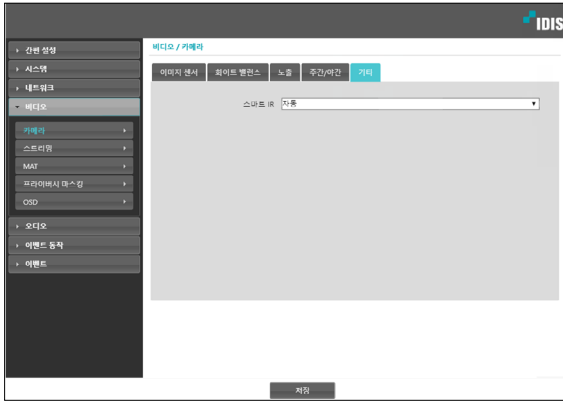 IDIS
간편 설정
시스템
네트워크
비디오
카메라
스트리밍
MAT
프라이버시 마스킹
OSD
오디오
이벤트 동작
이벤트
비디오 / 카메라
이미지 센서 화이트 밸런스 노출 주간/야간 기타
스마트 IR 자동
저장